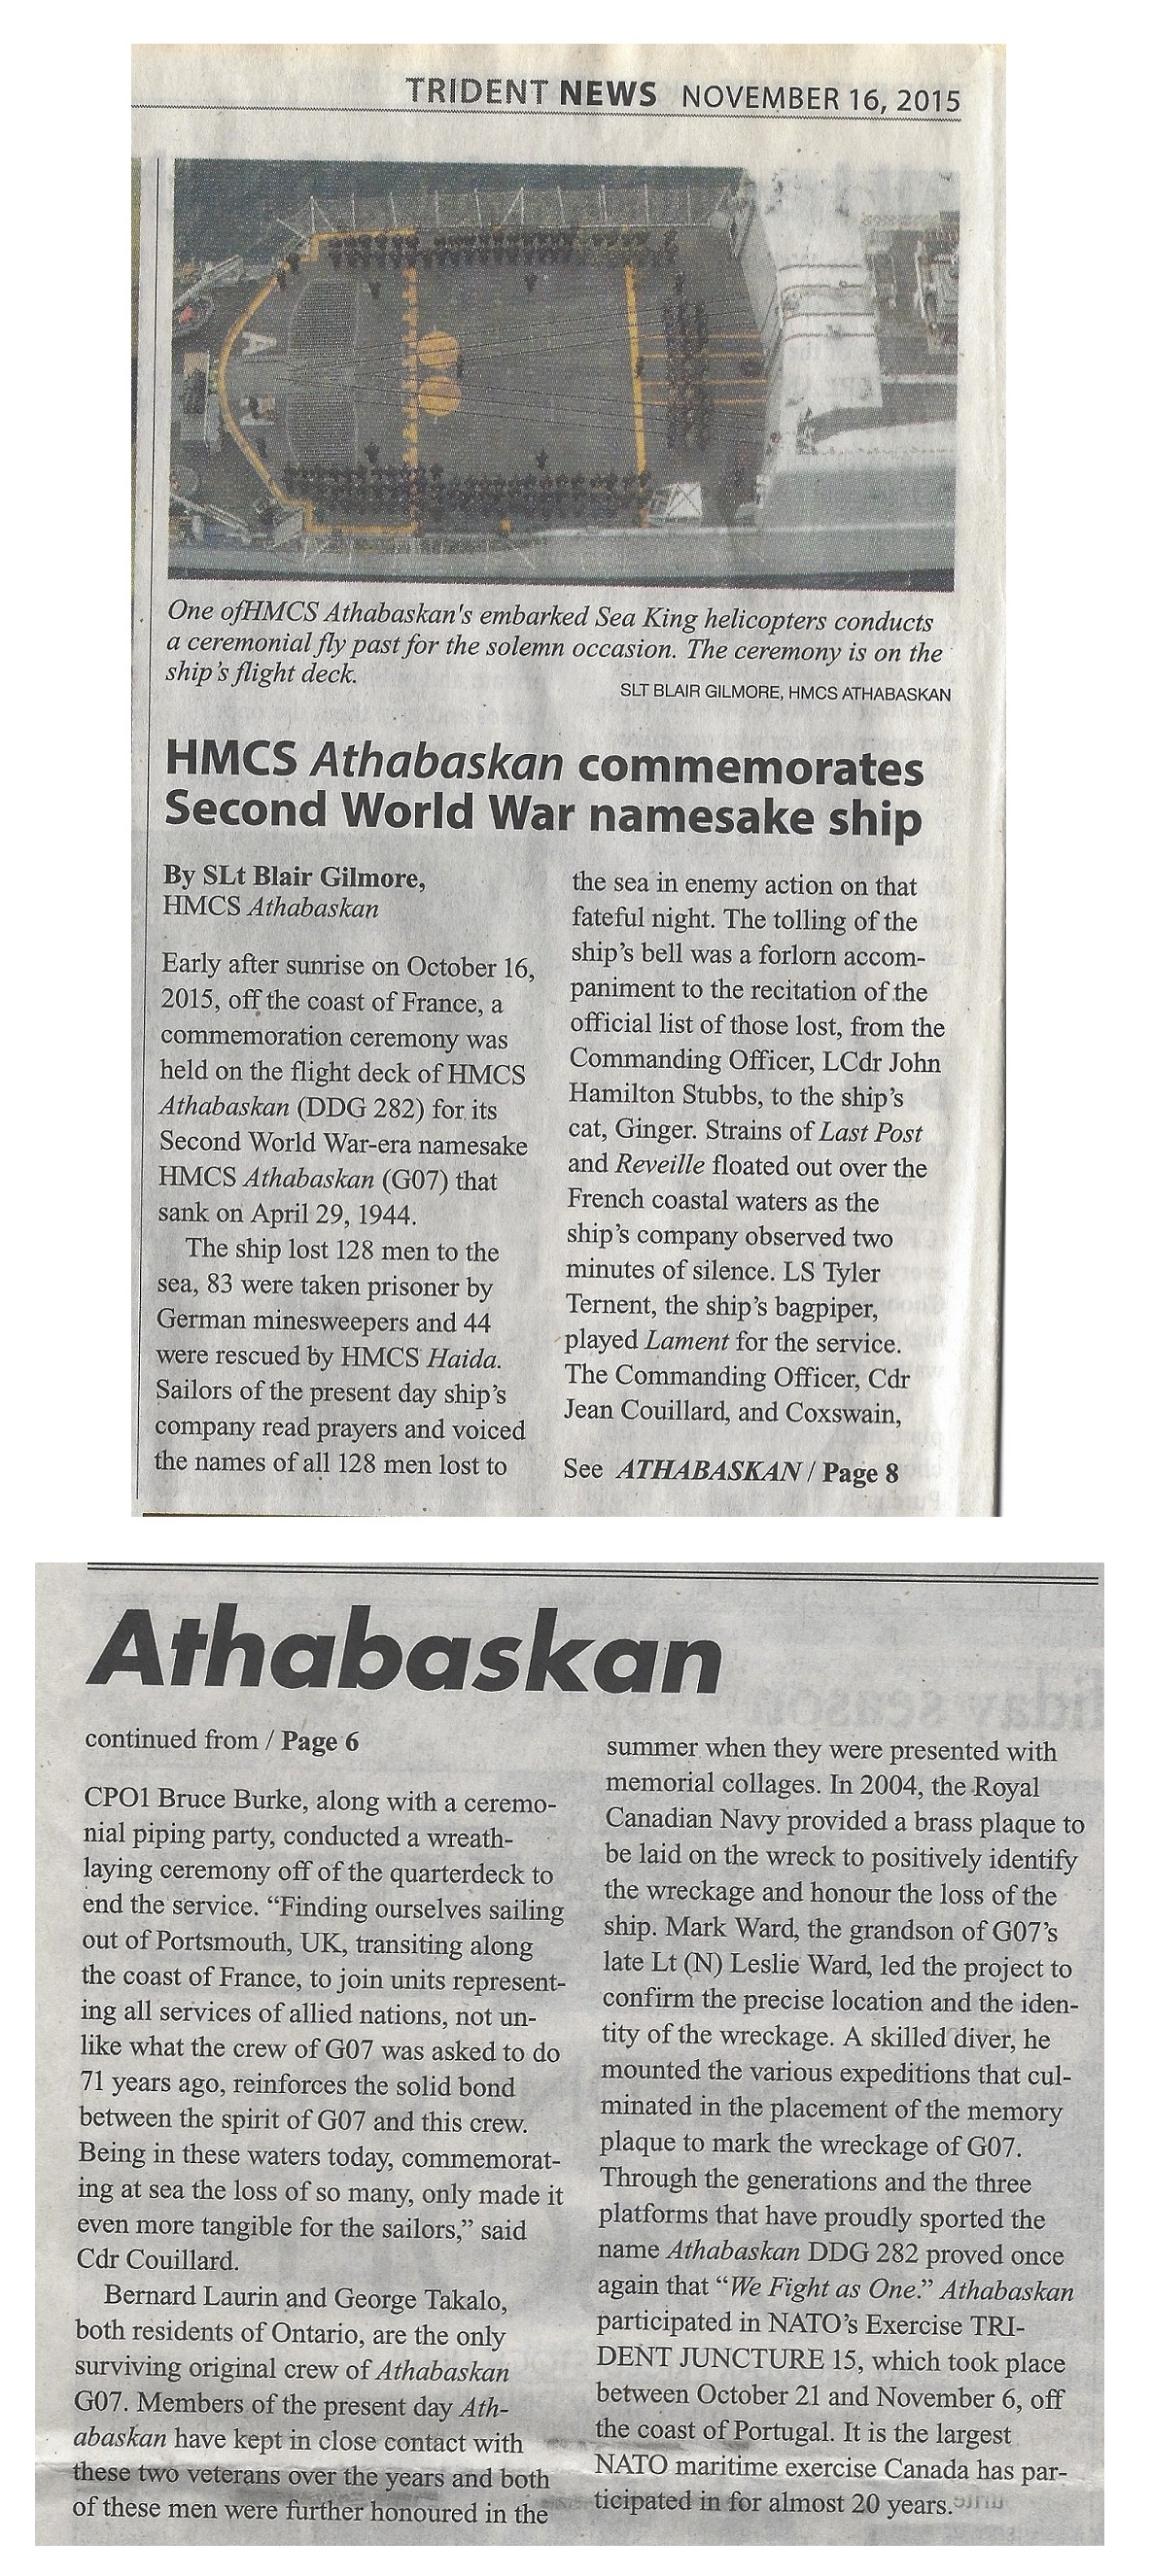 TRIDENT NEWS NOVEMBER 16, 2015
One ofHMCS Athabaskan's embarked Sea King helicopters conducts
a ceremonial fly past for the solemn occasion. The ceremony is on the
ship's flight deck.
SLT BLAIR GILMORE, HMCS ATHABASKAN
HMCS Athabaskan commemorates
Second World War namesake ship
By SLt Blair Gilmore,
HMCS Athabaskan
Early after sunrise on October 16,
2015, off the coast of France, a
commemoration ceremony was
held on the flight deck of HMCS
Athabaskan (DDG 282) for its
Second World War-era namesake
HMCS Athabaskan (G07) that
sank on April 29, 1944.
The ship lost 128 men to the
sea, 83 were taken prisoner by
German minesweepers and 44
were rescued by HMCS Haida.
Sailors of the present day ship's
company read prayers and voiced
the names of all 128 men lost to
the sea in enemy action on that
fateful night. The tolling of the
ship's bell was a forlorn accom-
paniment to the recitation of the
official list of those lost, from the
Commanding Officer, LCdr John
Hamilton Stubbs, to the ship's
cat, Ginger. Strains of Last Post
and Reveille floated out over the
French coastal waters as the
ship's company observed two
minutes of silence. LS Tyler
Ternent, the ship's bagpiper,
played Lament for the service.
The Commanding Officer, Cdr
Jean Couillard, and Coxswain,
See ATHABASKAN / Page 8
Athabaskan
continued from / Page 6
CPO1 Bruce Burke, along with a ceremo-
nial piping party, conducted a wreath-
laying ceremony off of the quarterdeck to
end the service. “Finding ourselves sailing
out of Portsmouth, UK, transiting along
the coast of France, to join units represent-
ing all services of allied nations, not un-
like what the crew of G07 was asked to do
71 years ago, reinforces the solid bond
between the spirit of G07 and this crew.
Being in these waters today, commemorat-
ing at sea the loss of so many, only made it
even more tangible for the sailors,” said
Cdr Couillard.
Bernard Laurin and George Takalo,
both residents of Ontario, are the only
surviving original crew of Athabaskan
G07. Members of the present day Ath-
abaskan have kept in close contact with
these two veterans over the years and both
of these men were further honoured in the
summer when they were presented with
memorial collages. In 2004, the Royal
Canadian Navy provided a brass plaque to
be laid on the wreck to positively identify
the wreckage and honour the loss of the
ship. Mark Ward, the grandson of G07's
late Lt (N) Leslie Ward, led the project to
confirm the precise location and the iden-
tity of the wreckage. A skilled diver, he
mounted the various expeditions that cul-
minated in the placement of the memory
plaque to mark the wreckage of G07.
Through the generations and the three
platforms that have proudly sported the
name Athabaskan DDG 282 proved once
again that “We Fight as One.” Athabaskan
participated in NATO's Exercise TRI-
DENT JUNCTURE 15, which took place
between October 21 and November 6, off
the coast of Portugal. It is the largest
NATO maritime exercise Canada has par-
ticipated in for almost 20 years.